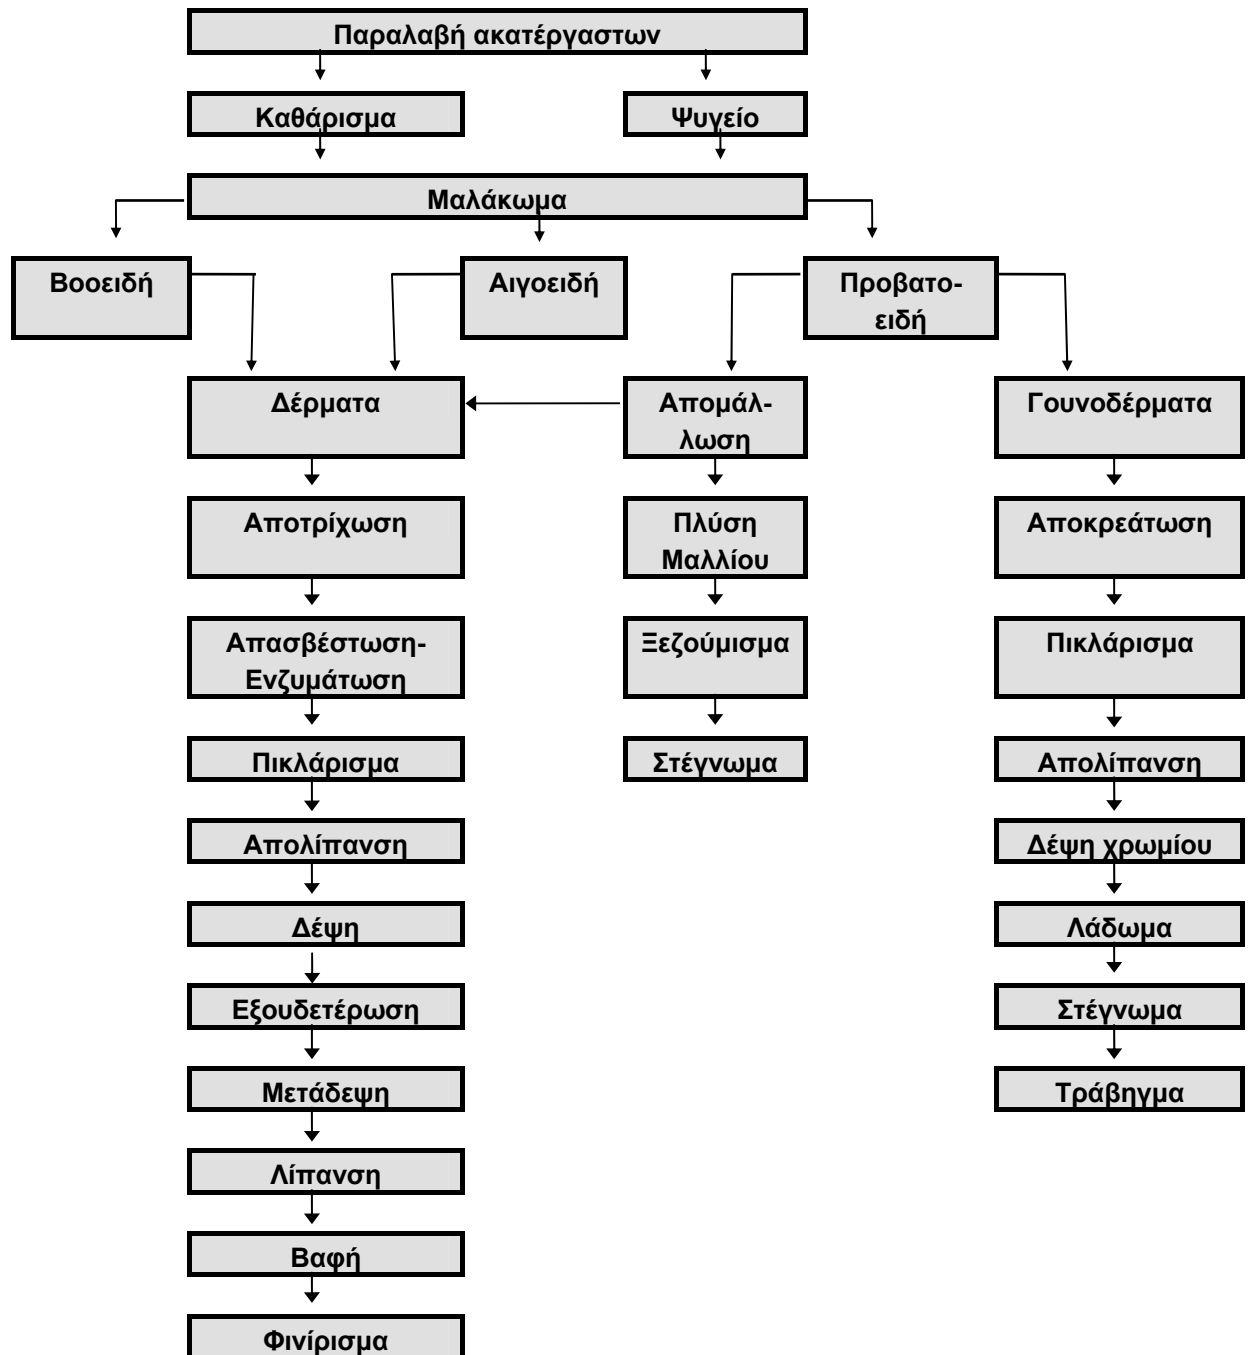 Παραλαβή ακατέργαστων
Καθάρισμα
Ψυγείο
Μαλάκωμα
Βοοειδή
Αιγοειδή
Προβατο-
ειδή
Δέρματα
Απομάλ-
λωση
Γουνοδέρματα
Αποτρίχωση
Πλύση
Μαλλίου
Αποκρεάτωση
Απασβέστωση-
Ενζυμάτωση
Ξεζούμισμα
Πικλάρισμα
Πικλάρισμα
Στέγνωμα
Απολίπανση
Απολίπανση
Δέψη χρωμίου
Δέψη
Λάδωμα
Εξουδετέρωση
Στέγνωμα
Μετάδεψη
Τράβηγμα
Λίπανση
Βαφή
Φινίρισμα